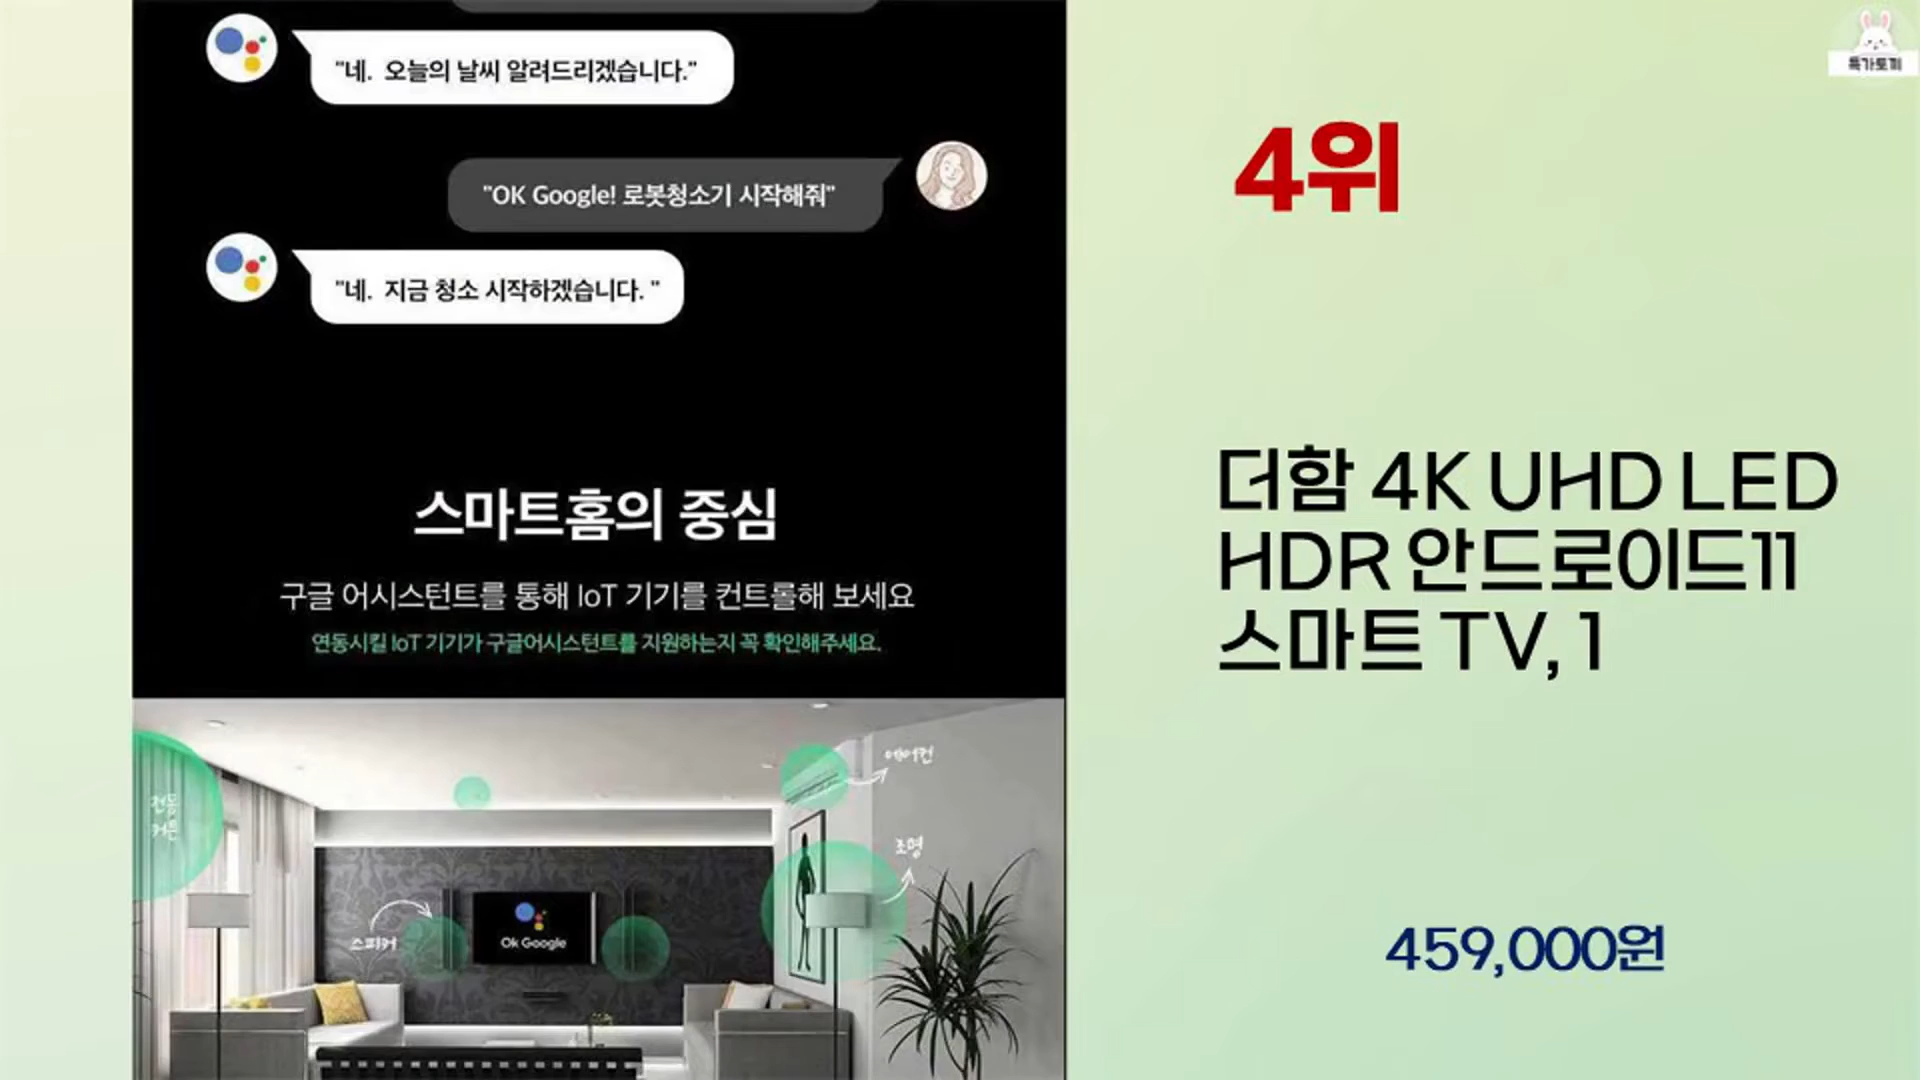 "네. 오늘의 날씨 알려드리겠습니다."
"OK Google! 로봇청소기 시작해줘"
"네. 지금 청소 시작하겠습니다. "
스마트홈의 중심
구글 어시스턴트를 통해 IoT 기기를 컨트롤해 보세요
연동시킬 IoT 기기가 구글어시스턴트를 지원하는지 꼭 확인해주세요.
에어컨
전동
커튼
조명
스피커
Ok Google
특가토끼
4위
더함 4K UHD LED
HDR 안드로이드11
스마트 TV, 1
459,000원